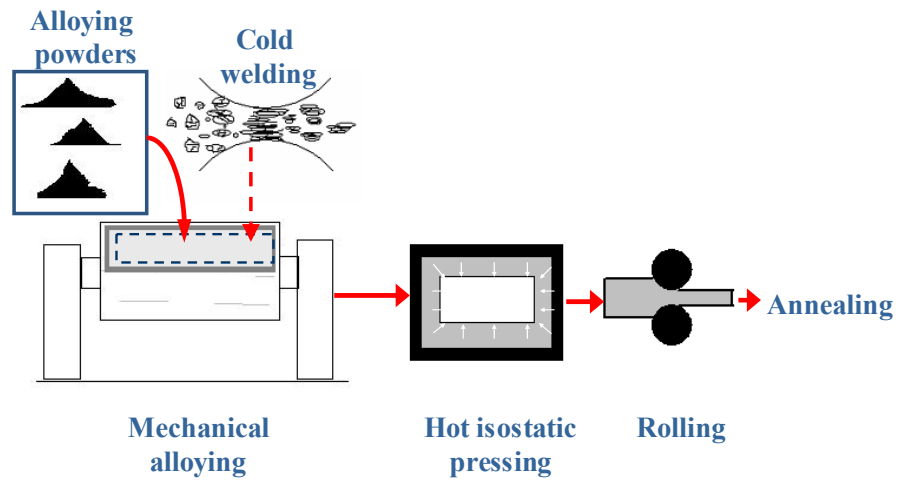 Alloying
powders
Cold
welding
Annealing
Mechanical
alloying
Hot isostatic
pressing
Rolling